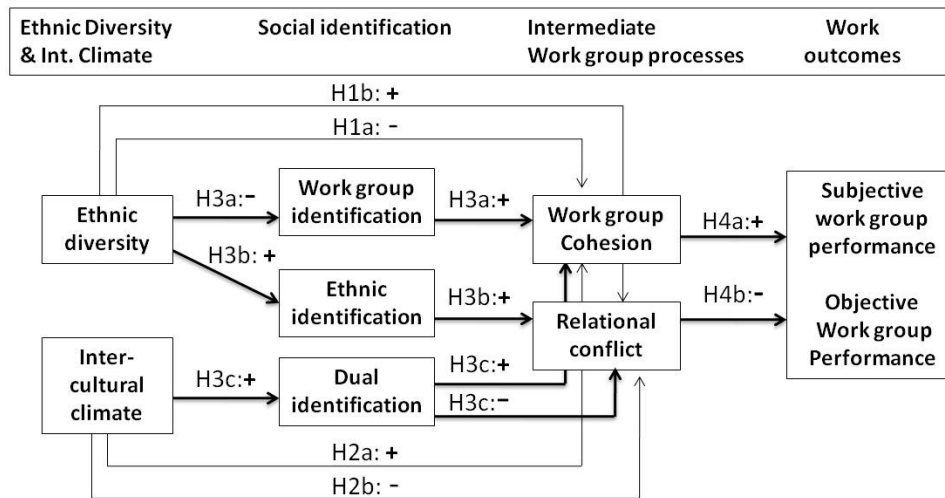 Ethnic Diversity
& Int. Climate
Social identification
Intermediate
Work group processes
Work
outcomes
H1b: +
H1a: -
Ethnic
diversity
H3a:-
Work group
identification
H3a:+
Work group
Cohesion
H4a:+
Subjective
work group
performance
H3b: +
Ethnic
identification
H3b:+
Relational
conflict
H4b:-
Objective
Work group
Performance
Inter-
cultural
climate
H3c:+
Dual
identification
H3c:+
H3c:-
H2a: +
H2b: -